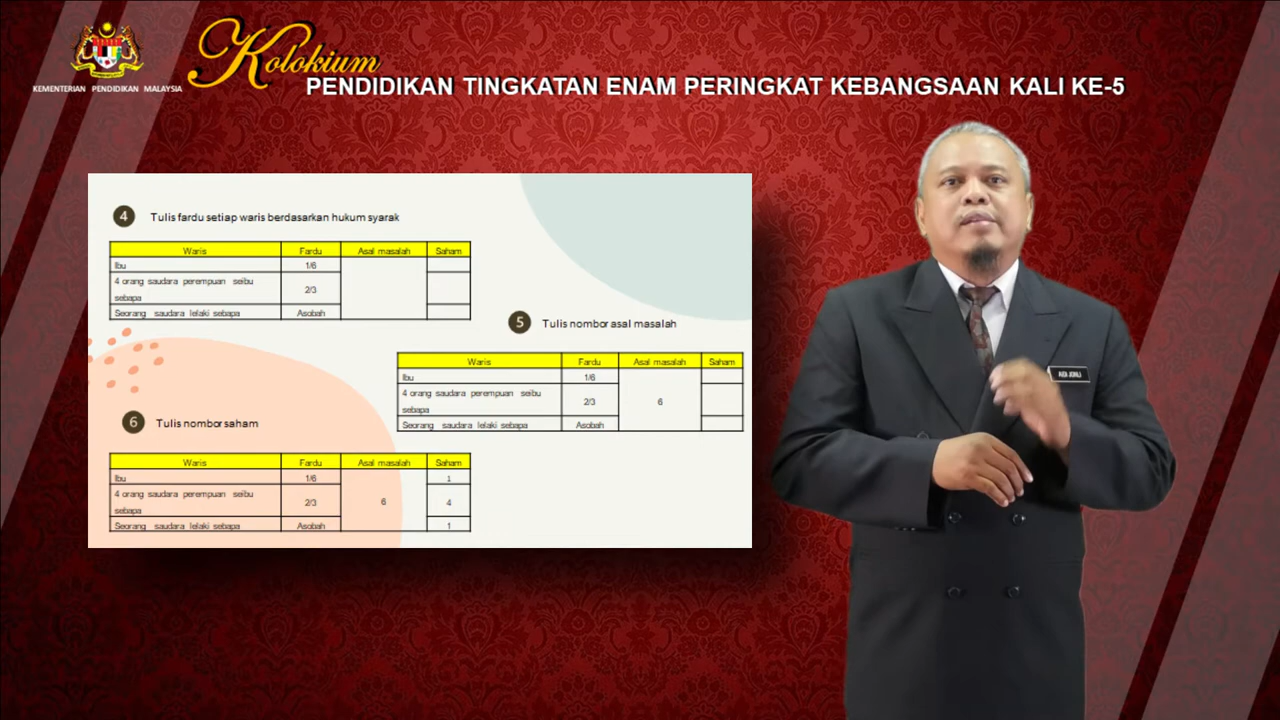 Kolokium
KEMENTERIAN PENDIDIKAN MALAYSIA
PENDIDIKAN TINGKATAN ENAM PERINGKAT KEBANGSAAN KALI KE-5
4 Tulis fardu setiap waris berdasarkan hukum syarak
Waris Fardu Asal masalah Saham
Ibu 1/6
4 orang saudara perempuan seibu
sebapa 2/3
Seorang saudara lelaki sebapa Asobah
5 Tulis nombor asal masalah
Waris Fardu Asal masalah Saham
Ibu 1/6
4 orang saudara perempuan seibu
sebapa 2/3 6
Seorang saudara lelaki sebapa Asobah
6 Tulis nombor saham
Waris Fardu Asal masalah Saham
Ibu 1/6 1
4 orang saudara perempuan seibu
sebapa 2/3 6 4
Seorang saudara lelaki sebapa Asobah 1